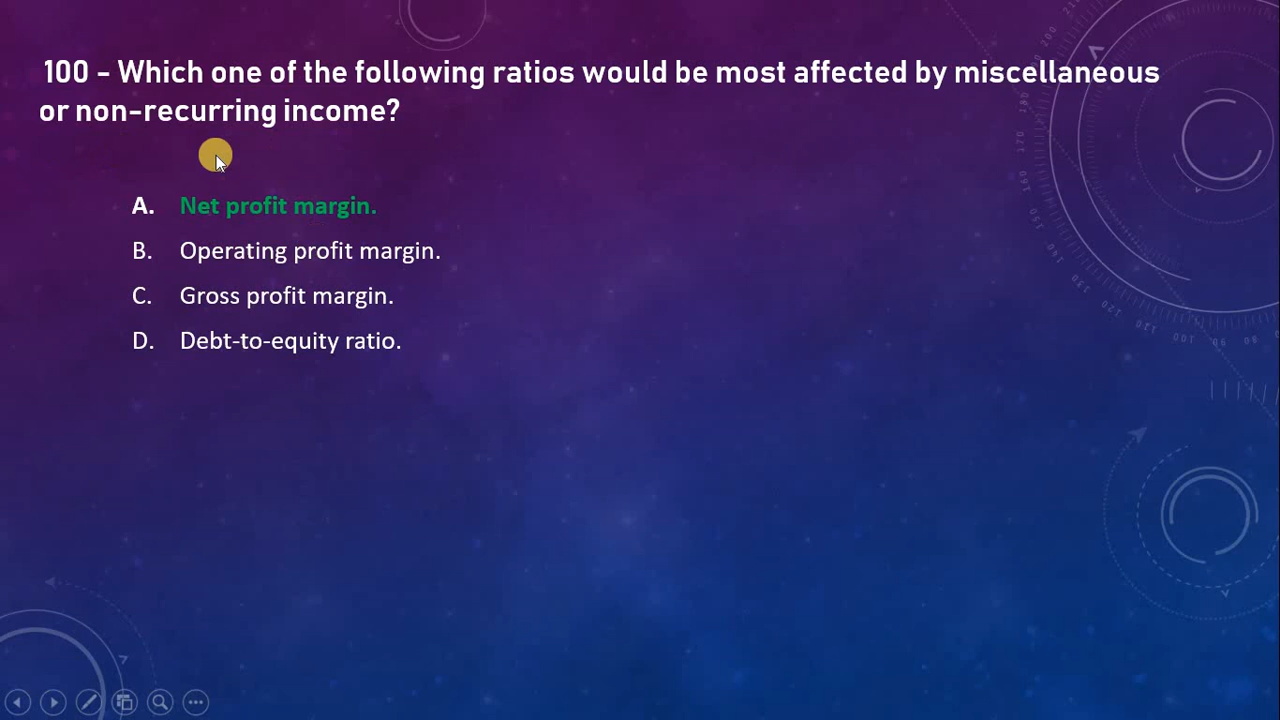 100 - Which one of the following ratios would be most affected by miscellaneous
or non-recurring income?
A. Net profit margin.
B. Operating profit margin.
C. Gross profit margin.
D. Debt-to-equity ratio.